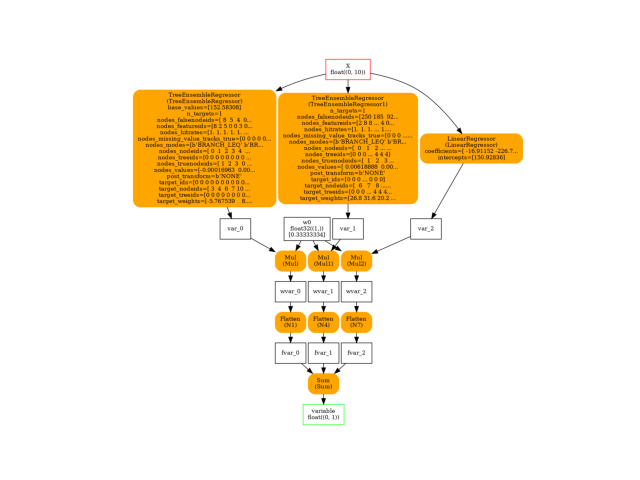 X
float((0, 10))
TreeEnsembleRegressor
(TreeEnsembleRegressor)
base_values=[152.58308]
n_targets=1
nodes_falsenodeids=[ 8 5 4 0...
nodes_featureids=[8 2 5 0 0 3 0...
nodes_hitrates=[1. 1. 1. 1. ...
nodes_missing_value_tracks_true=[0 0 0 0 0...
nodes_modes=[b'BRANCH_LEQ' b'BR...
nodes_nodeids=[ 0 1 2 3 4 ...
nodes_treeids=[0 0 0 0 0 0 0 ...
nodes_truenodeids=[ 1 2 3 0 ...
nodes_values=[-0.00016963 0.00...
post_transform=b'NONE'
target_ids=[0 0 0 0 0 0 0 0 0...
target_nodeids=[ 3 4 6 7 10 ...
target_treeids=[0 0 0 0 0 0 0...
target_weights=[-5.767539 8....
TreeEnsembleRegressor
(TreeEnsembleRegressor1)
n_targets=1
nodes_falsenodeids=[250 185 92...
nodes_featureids=[2 8 8 ... 4 0...
nodes_hitrates=[1. 1. 1. ... 1....
nodes_missing_value_tracks_true=[0 0 0 ......
nodes_modes=[b'BRANCH_LEQ' b'BR...
nodes_nodeids=[ 0 1 2 ... ...
nodes_treeids=[0 0 0 ... 4 4 4]
nodes_truenodeids=[ 1 2 3 ...
nodes_values=[ 0.00618888 0.00...
post_transform=b'NONE'
target_ids=[0 0 0 ... 0 0 0]
target_nodeids=[ 6 7 8 ......
target_treeids=[0 0 0 ... 4 4 4...
target_weights=[26.8 31.6 20.2 ...
LinearRegressor
(LinearRegressor)
coefficients=[ -16.91152 -226.7...
intercepts=[150.92836]
var_0
w0
float32((1,))
[0.33333334]
var_1
var_2
Mul
(Mul)
Mul
(Mul1)
Mul
(Mul2)
wvar_0
wvar_1
wvar_2
Flatten
(N1)
Flatten
(N4)
Flatten
(N7)
fvar_0
fvar_1
fvar_2
Sum
(Sum)
variable
float((0, 1))